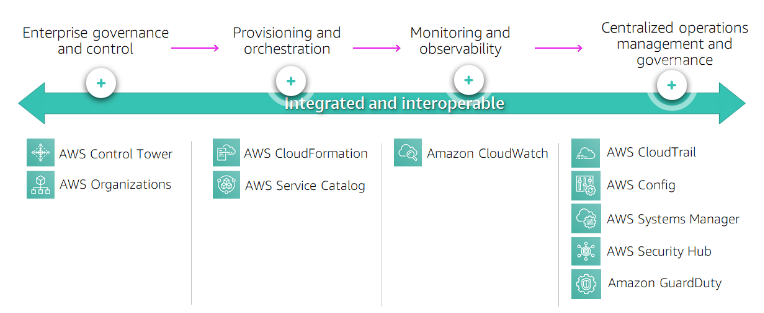 Enterprise governance
and control
Provisioning and
orchestration
Monitoring and
observability
Centralized operations
management and
governance
Integrated and interoperable
AWS Control Tower
AWS Organizations
AWS CloudFormation
AWS Service Catalog
Amazon CloudWatch
AWS CloudTrail
AWS Config
AWS Systems Manager
AWS Security Hub
Amazon GuardDuty